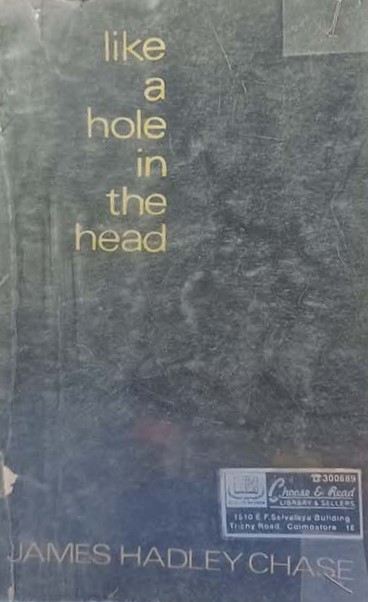 like
a
hole
in
the
head
☎300689
Choose & Read
LIBRARY & SELLERS
1510 E.F. Selvalaya Building
Trichy Road, Coimbatore 18
JAMES HADLEY CHASE